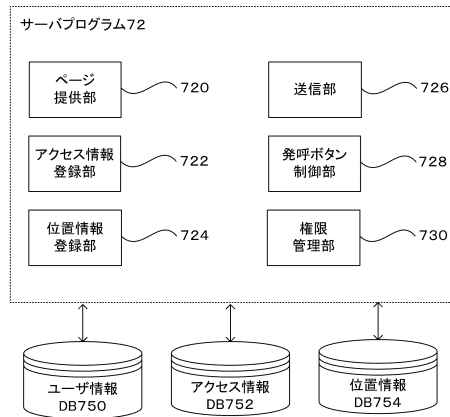 サーバプログラム72
ページ
提供部
720
送信部
726
アクセス情報
登録部
722
発呼ボタン
制御部
728
位置情報
登録部
724
権限
管理部
730
ユーザ情報
DB750
アクセス情報
DB752
位置情報
DB754